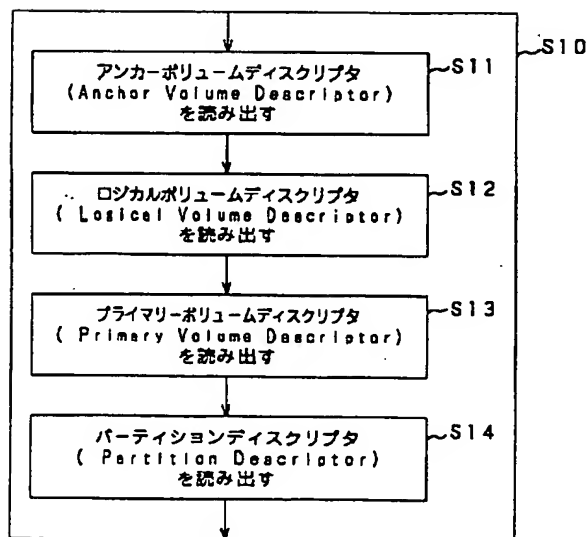 S10
アンカーボリュームディスクリプタ
(Anchor Volume Descriptor)
を読み出す
S11
ロジカルボリュームディスクリプタ
( Logical Volume Descriptor)
を読み出す
S12
プライマリーボリュームディスクリプタ
( Primary Volume Descriptor)
を読み出す
S13
パーティションディスクリプタ
( Partition Descriptor)
を読み出す
S14